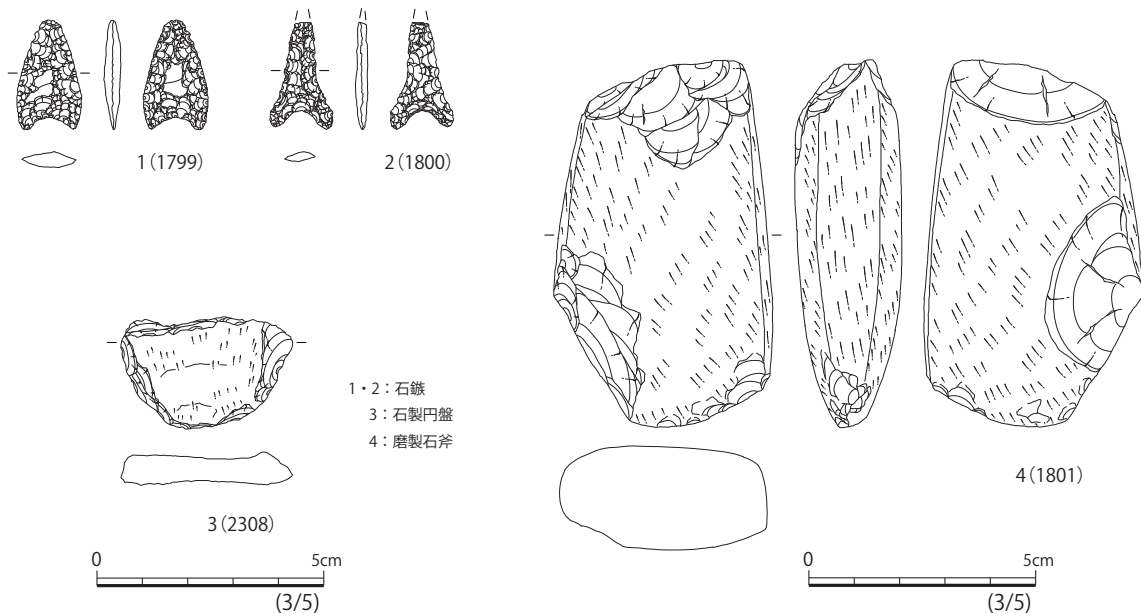 1(1799)
2(1800)
1・2：石鏃
3：石製円盤
4：磨製石斧
3(2308)
0 5cm
(3/5)
4(1801)
0 5cm
(3/5)